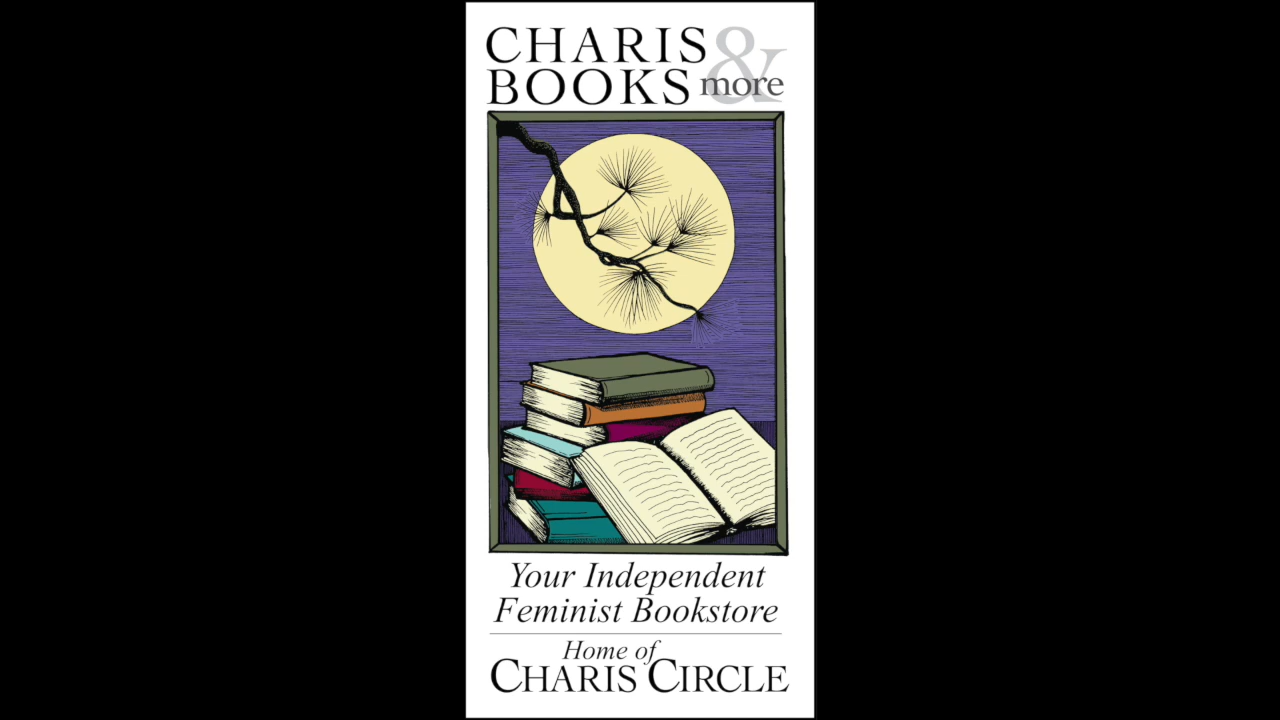 CHARIS &
BOOKS more
Your Independent
Feminist Bookstore
Home of
CHARIS CIRCLE